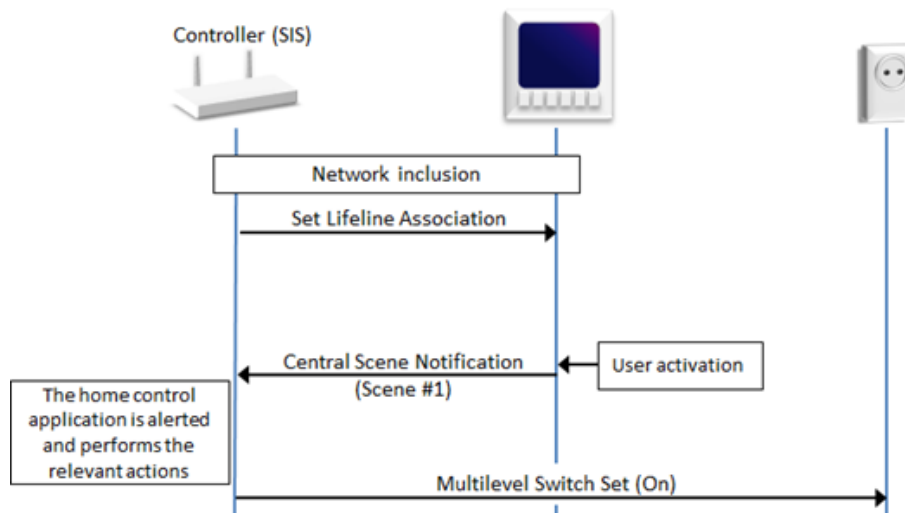 Controller (SIS)
Network inclusion
Set Lifeline Association
Central Scene Notification
(Scene #1)
User activation
The home control
application is alerted
and performs the
relevant actions
Multilevel Switch Set (On)